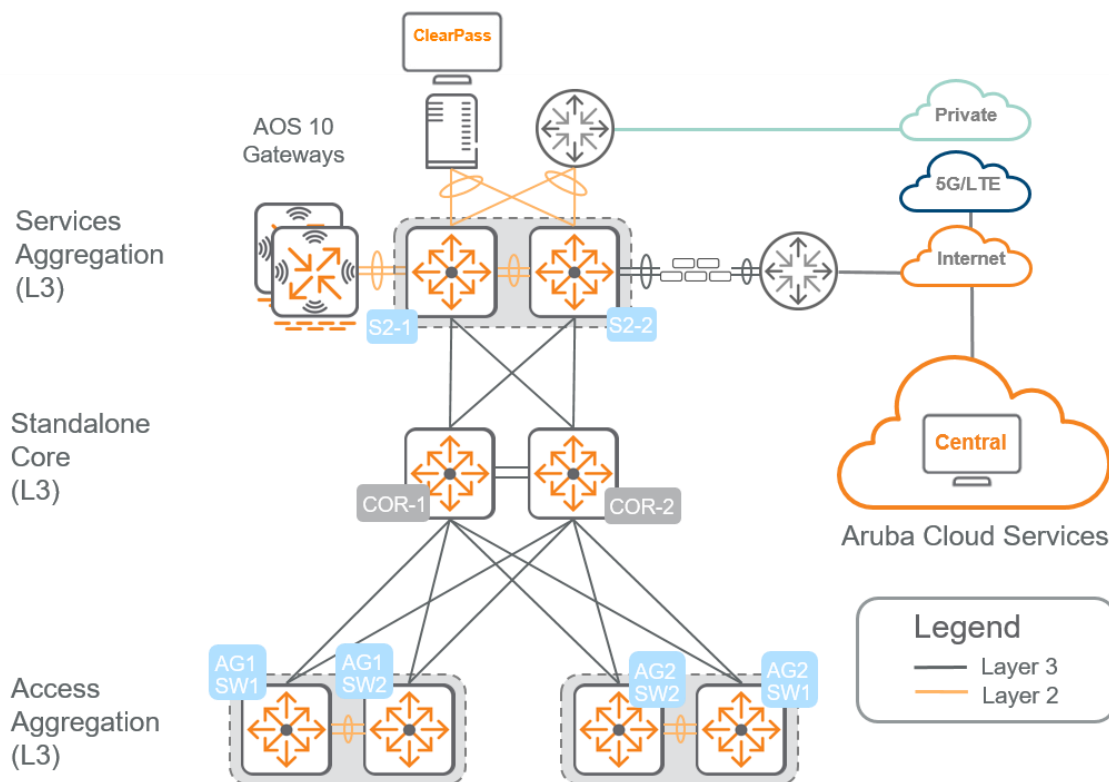 ClearPass
AOS 10
Gateways
Private
5G/LTE
Internet
Services
Aggregation
(L3)
S2-1
S2-2
Standalone
Core
(L3)
COR-1
COR-2
Central
Aruba Cloud Services
Legend
Layer 3
Layer 2
Access
Aggregation
(L3)
AG1
SW1
AG1
SW2
AG2
SW2
AG2
SW1